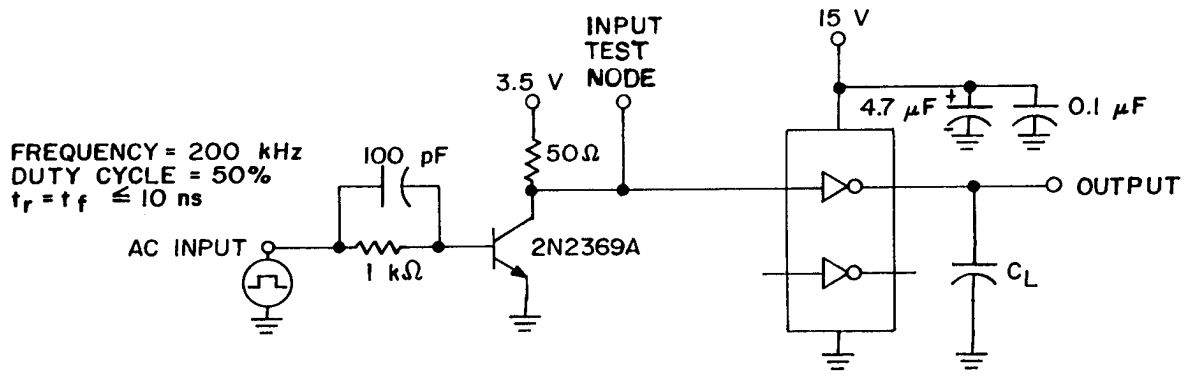 FREQUENCY = 200 kHz
DUTY CYCLE = 50%
tr = tf ≦ 10 ns
AC INPUT
100 pF
1 kΩ
3.5 V
50Ω
2N2369A
INPUT
TEST
NODE
15 V
4.7 μF
+
-
0.1 μF
OUTPUT
CL